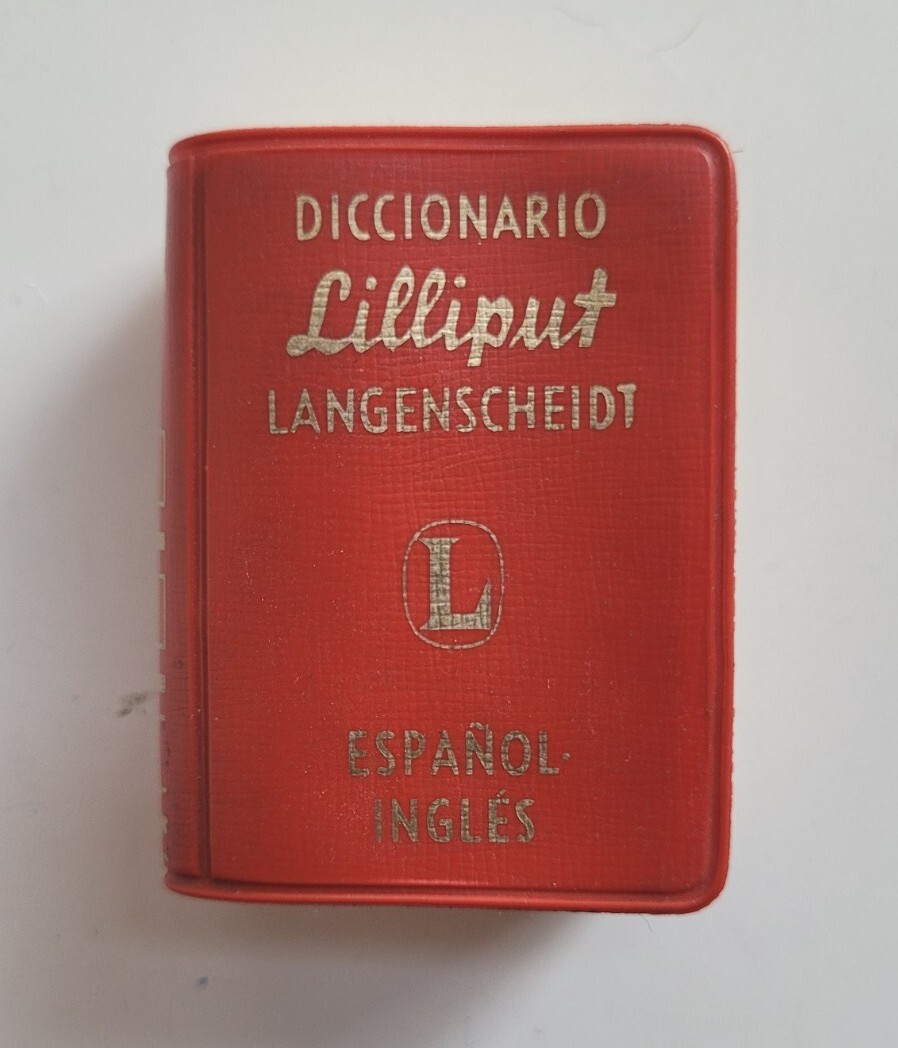 DICCIONARIO
Lilliput
LANGENSCHEIDT
L
ESPAÑOL-
INGLÉS